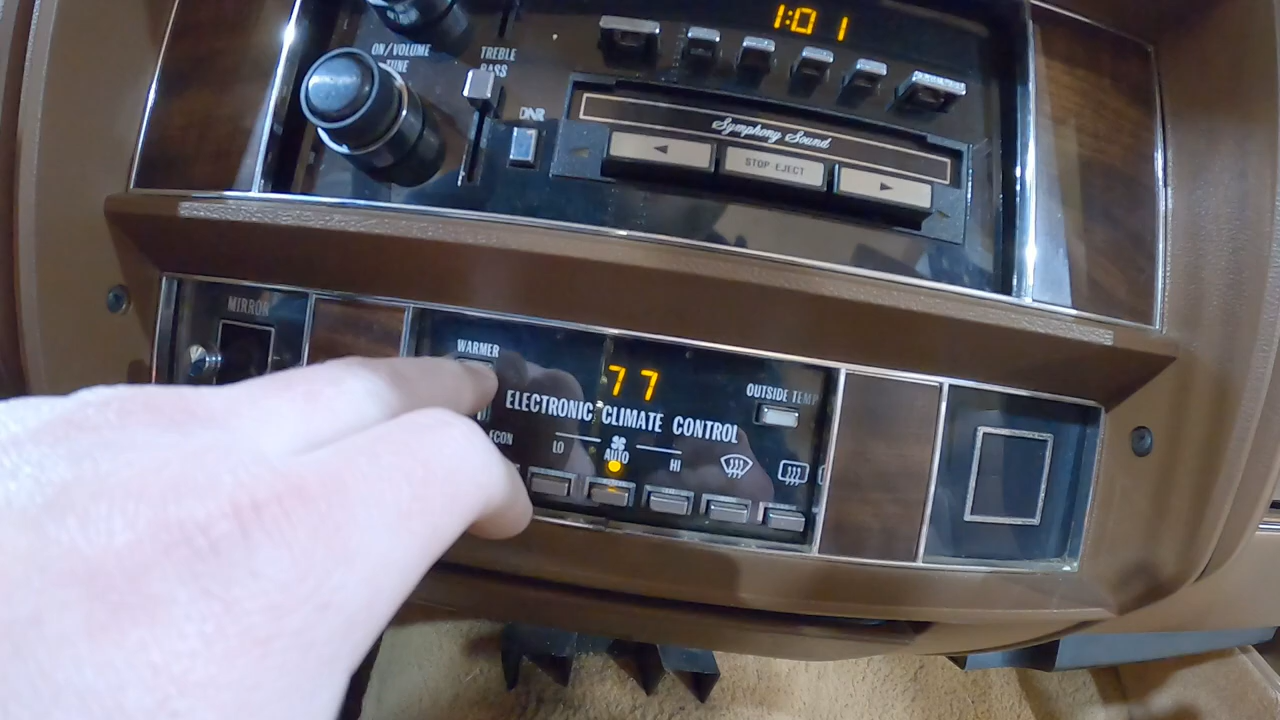 1:01
ON/VOLUME
TUNE
TREBLE
BASS
DNR
Symphony Sound
STOP EJECT
MIRROR
WARMER
77
OUTSIDE TEMP
ELECTRONIC CLIMATE CONTROL
ECON
LO
AUTO
HI